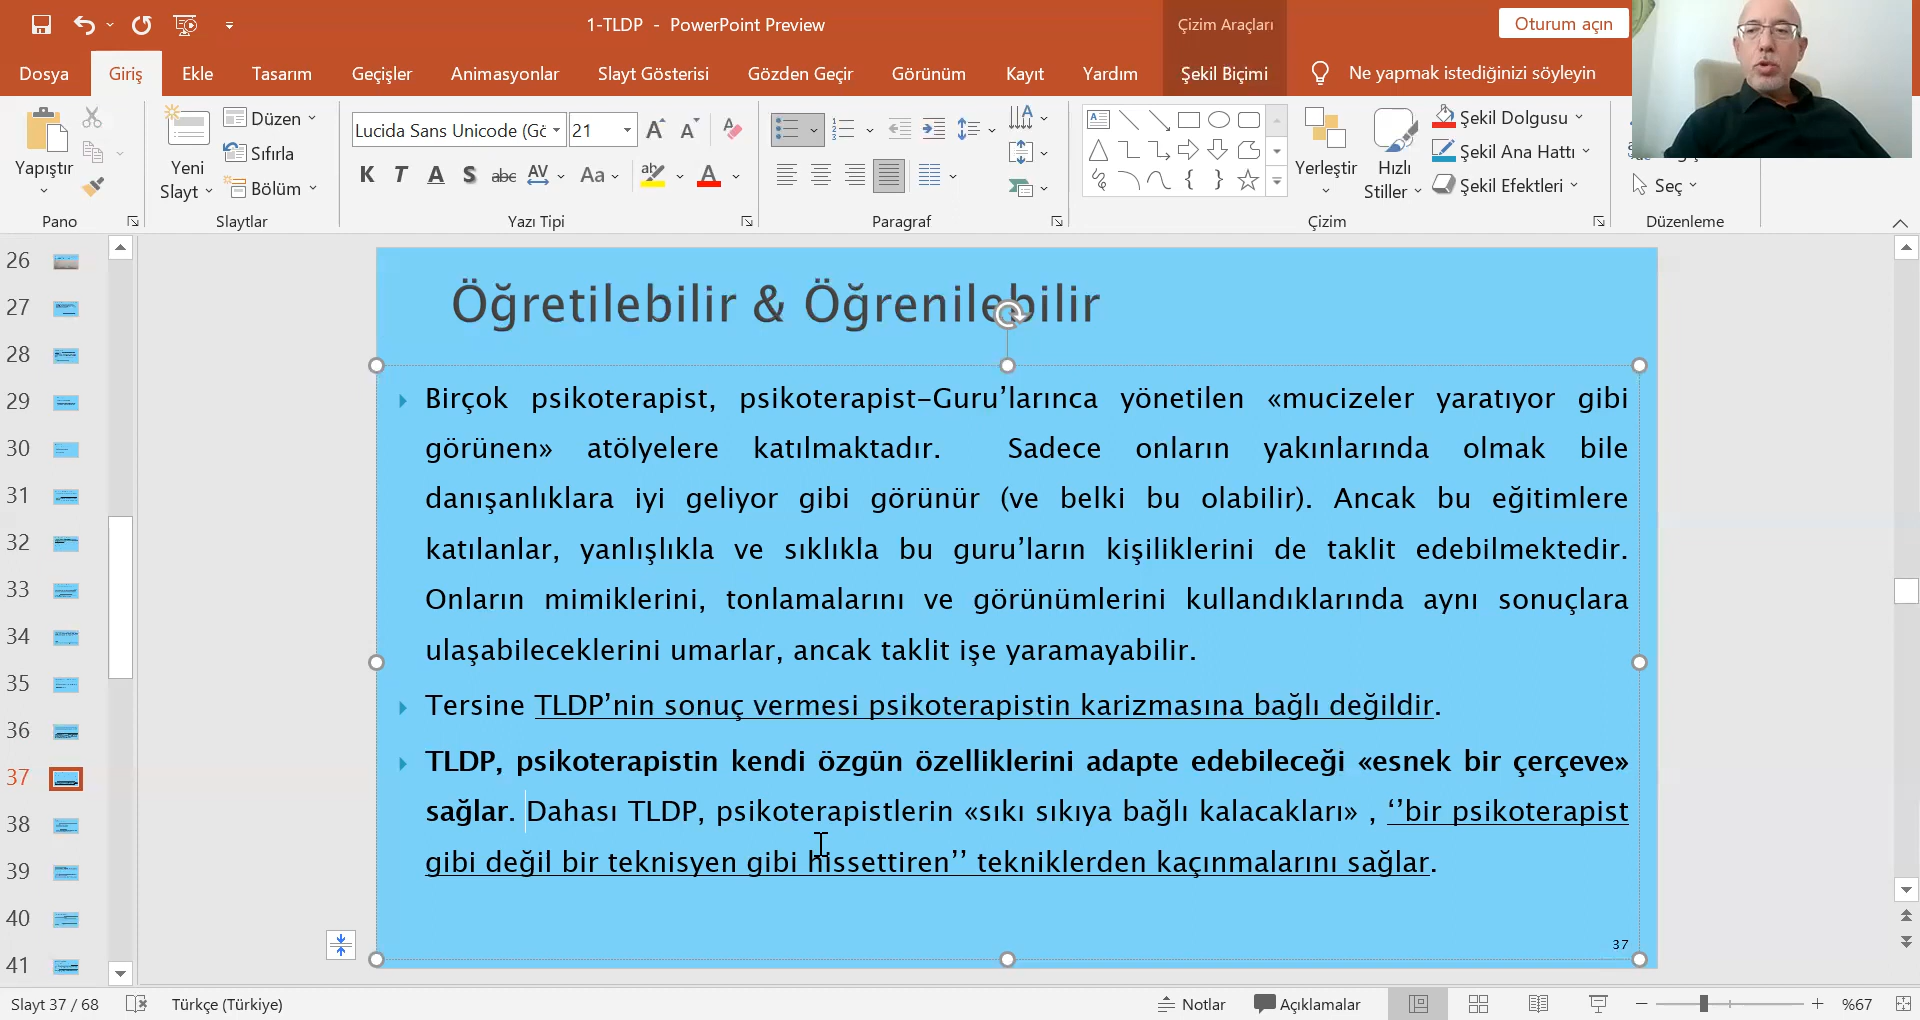 1-TLDP - PowerPoint Preview
Çizim Araçları
Oturum açın
Dosya Giriş Ekle Tasarım Geçişler Animasyonlar Slayt Gösterisi Gözden Geçir Görünüm Kayıt Yardım Şekil Biçimi Ne yapmak istediğinizi söyleyin
Yapıştır
Yeni Slayt
Düzen
Sıfırla
Bölüm
Lucida Sans Unicode (Gö 21
K T A S abc AV Aa
Yerleştir
Hızlı Stiller
Şekil Dolgusu
Şekil Ana Hattı
Şekil Efektleri
Seç
Pano Slaytlar Yazı Tipi Paragraf Çizim Düzenleme
26
27
28
29
30
31
32
33
34
35
36
37
38
39
40
41
Öğretilebilir & Öğrenilebilir
Birçok psikoterapist, psikoterapist-Guru’larınca yönetilen «mucizeler yaratıyor gibi
görünen» atölyelere katılmaktadır. Sadece onların yakınlarında olmak bile
danışanlıklara iyi geliyor gibi görünür (ve belki bu olabilir). Ancak bu eğitimlere
katılanlar, yanlışlıkla ve sıklıkla bu guru’ların kişiliklerini de taklit edebilmektedir.
Onların mimiklerini, tonlamalarını ve görünümlerini kullandıklarında aynı sonuçlara
ulaşabileceklerini umarlar, ancak taklit işe yaramayabilir.
Tersine TLDP’nin sonuç vermesi psikoterapistin karizmasına bağlı değildir.
TLDP, psikoterapistin kendi özgün özelliklerini adapte edebileceği «esnek bir çerçeve»
sağlar. Dahası TLDP, psikoterapistlerin «sıkı sıkıya bağlı kalacakları» , ‘’bir psikoterapist
gibi değil bir teknisyen gibi hissettiren’’ tekniklerden kaçınmalarını sağlar.
37
Slayt 37 / 68 Türkçe (Türkiye) Notlar Açıklamalar %67